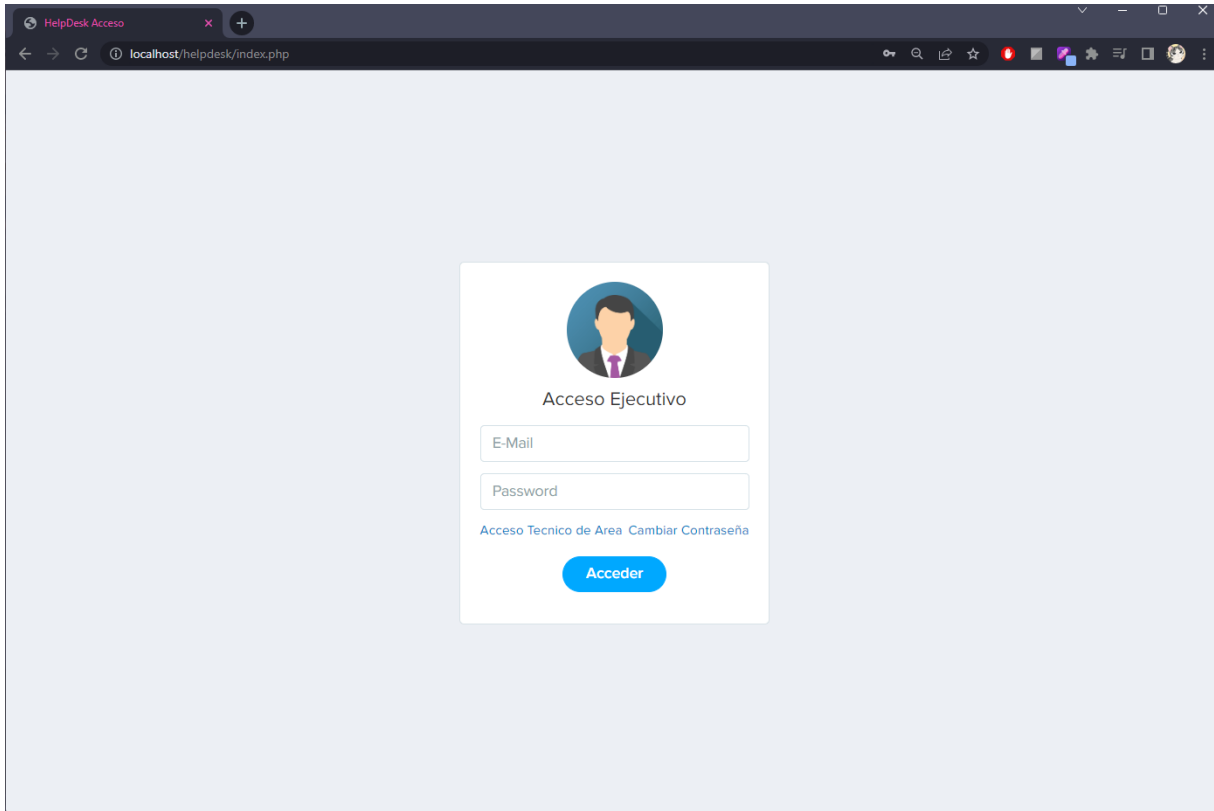 HelpDesk Acceso
localhost/helpdesk/index.php
Acceso Ejecutivo
E-Mail
Password
Acceso Tecnico de Area Cambiar Contraseña
Acceder